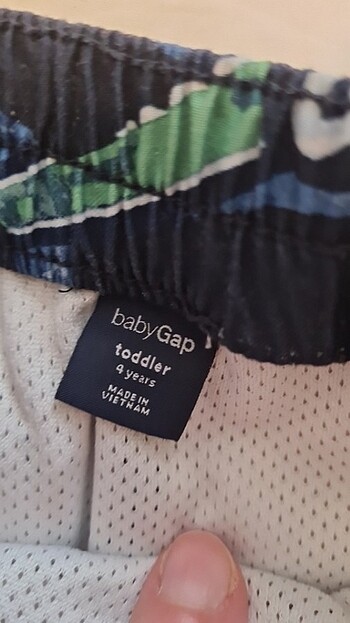 babyGap
toddler
4 years
MADE IN
VIETNAM